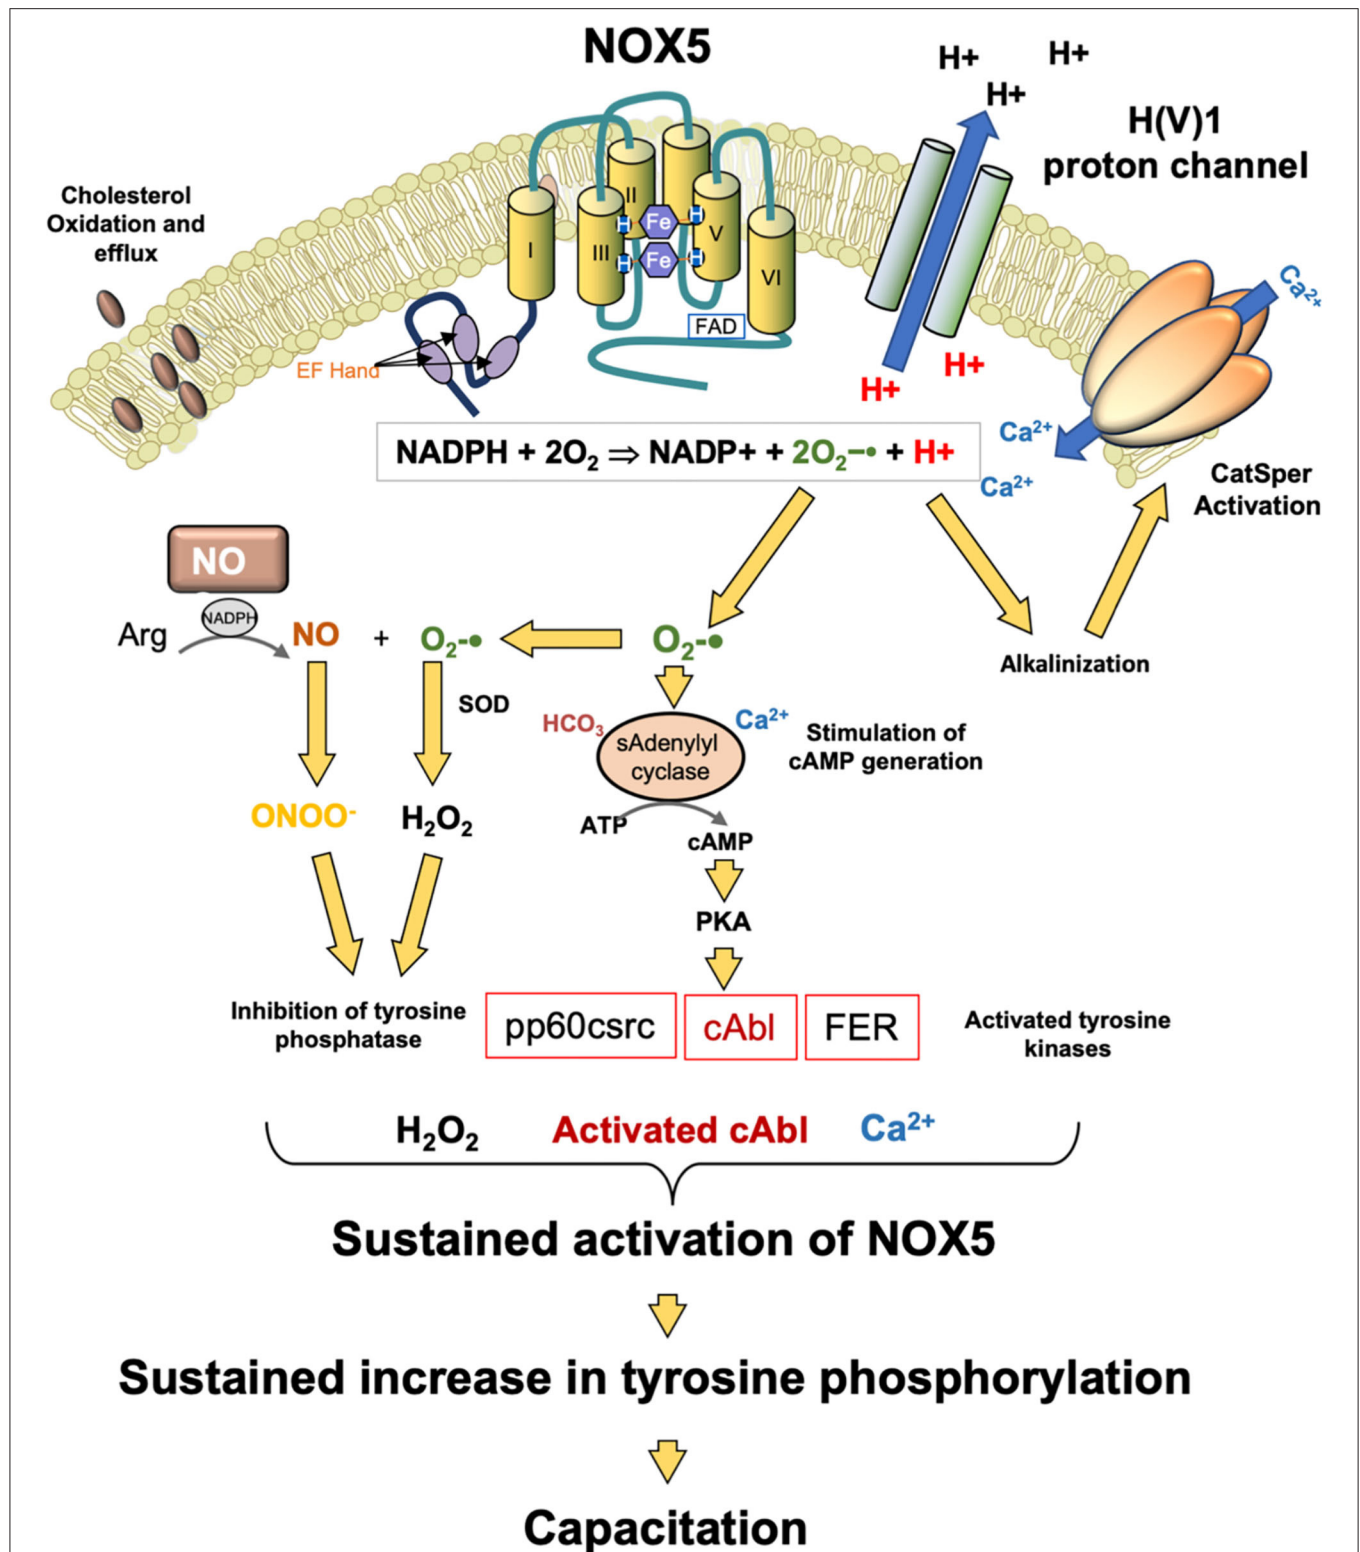 NOX5
H+
H+
H+
H(V)1
proton channel
Cholesterol
Oxidation and
efflux
I
II
III
V
VI
H
Fe
H
H
Fe
H
FAD
EF Hand
H+
H+
Ca²⁺
Ca²⁺
Ca²⁺
NADPH + 2O₂ ⇒ NADP+ + 2O₂–• + H+
CatSper
Activation
NO
NADPH
Arg
NO + O₂-•
O₂-•
Alkalinization
SOD
HCO₃
Ca²⁺
sAdenylyl
cyclase
Stimulation of
cAMP generation
ONOO⁻
H₂O₂
ATP
cAMP
PKA
Inhibition of tyrosine
phosphatase
pp60csrc
cAbl
FER
Activated tyrosine
kinases
H₂O₂ Activated cAbl Ca²⁺
Sustained activation of NOX5
Sustained increase in tyrosine phosphorylation
Capacitation